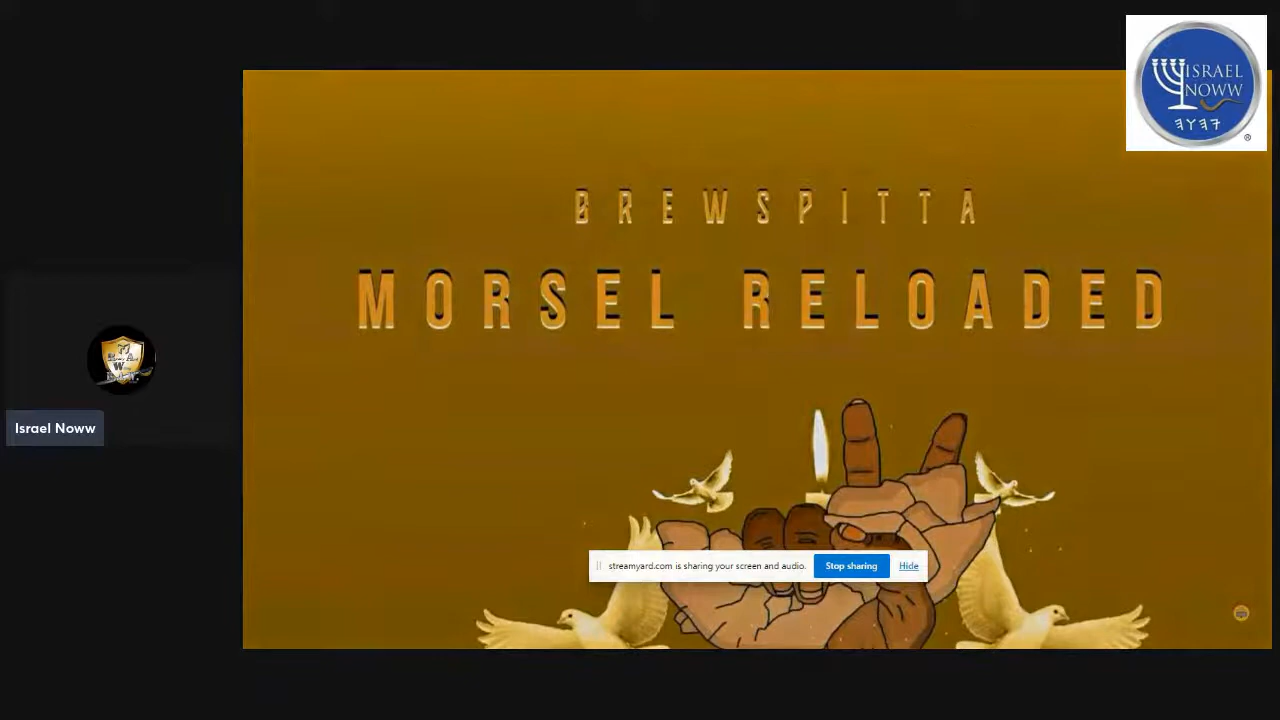 ISRAEL
NOWW
𐤉𐤄𐤅𐤄
®
BREWSPITTA
MORSEL RELOADED
Israel Noww
streamyard.com is sharing your screen and audio.
Stop sharing
Hide